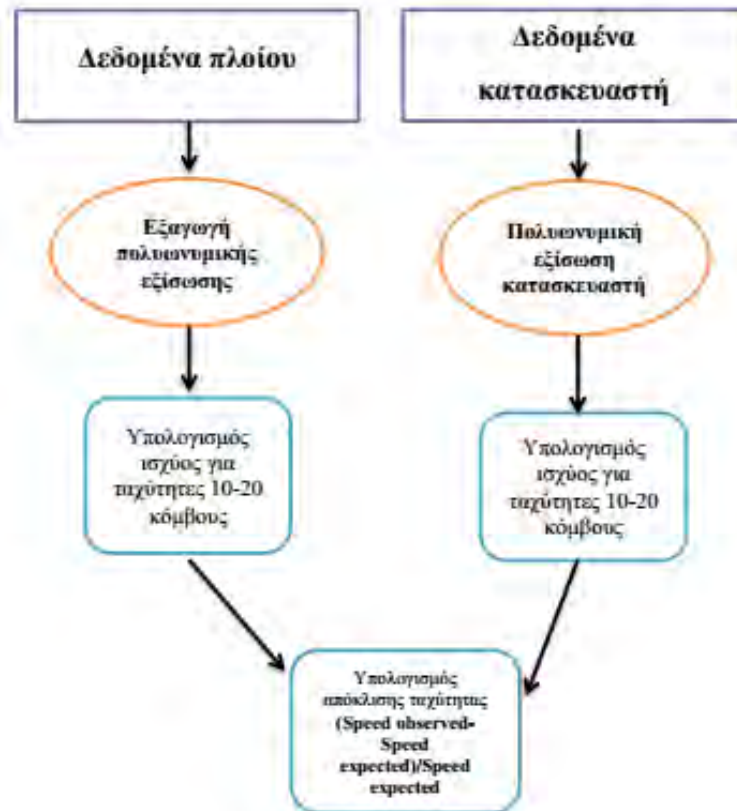 Δεδομένα πλοίου
Δεδομένα
κατασκευαστή
Εξαγωγή
πολυωνυμικής
εξίσωσης
Πολυωνυμική
εξίσωση
κατασκευαστή
Υπολογισμός
ισχύος για
ταχύτητες 10-20
κόμβους
Υπολογισμός
ισχύος για
ταχύτητες 10-20
κόμβους
Υπολογισμός
απόκλισης ταχύτητας
(Speed observed-
Speed
expected)/Speed
expected